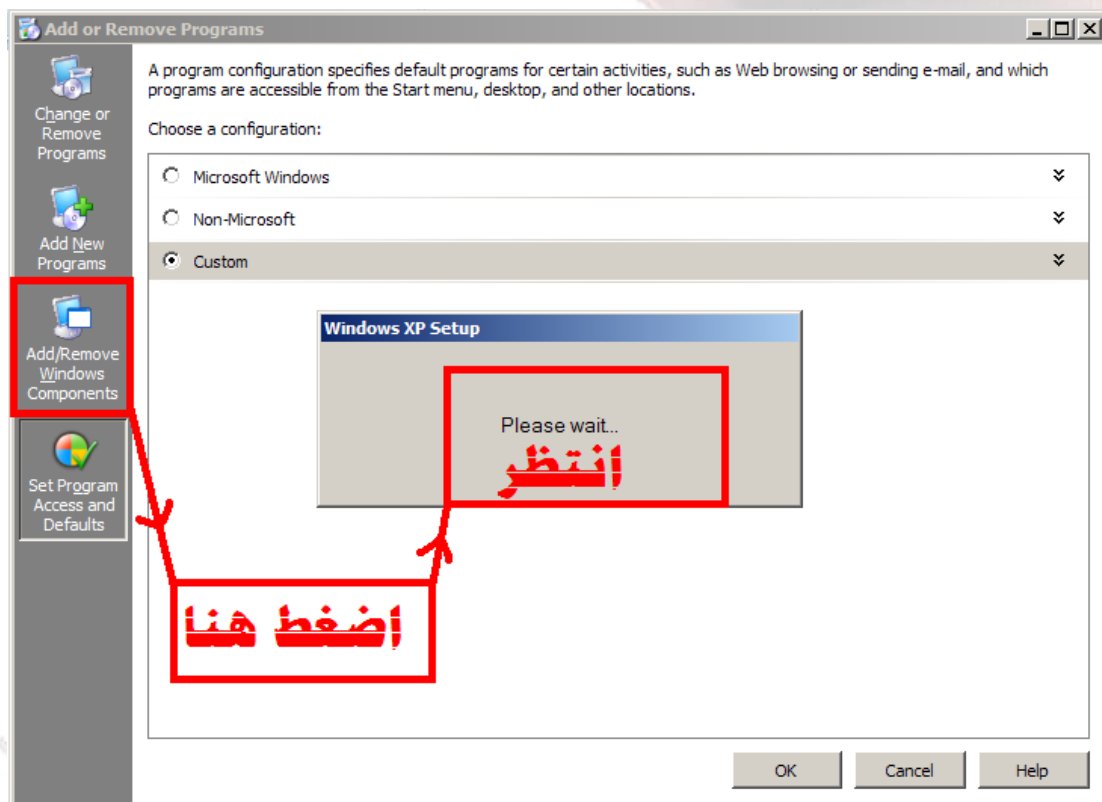 Add or Remove Programs
Change or
Remove
Programs
Add New
Programs
Add/Remove
Windows
Components
Set Program
Access and
Defaults
A program configuration specifies default programs for certain activities, such as Web browsing or sending e-mail, and which
programs are accessible from the Start menu, desktop, and other locations.
Choose a configuration:
Microsoft Windows
Non-Microsoft
Custom
Windows XP Setup
Please wait...
انتظر
اضغط هنا
OK
Cancel
Help